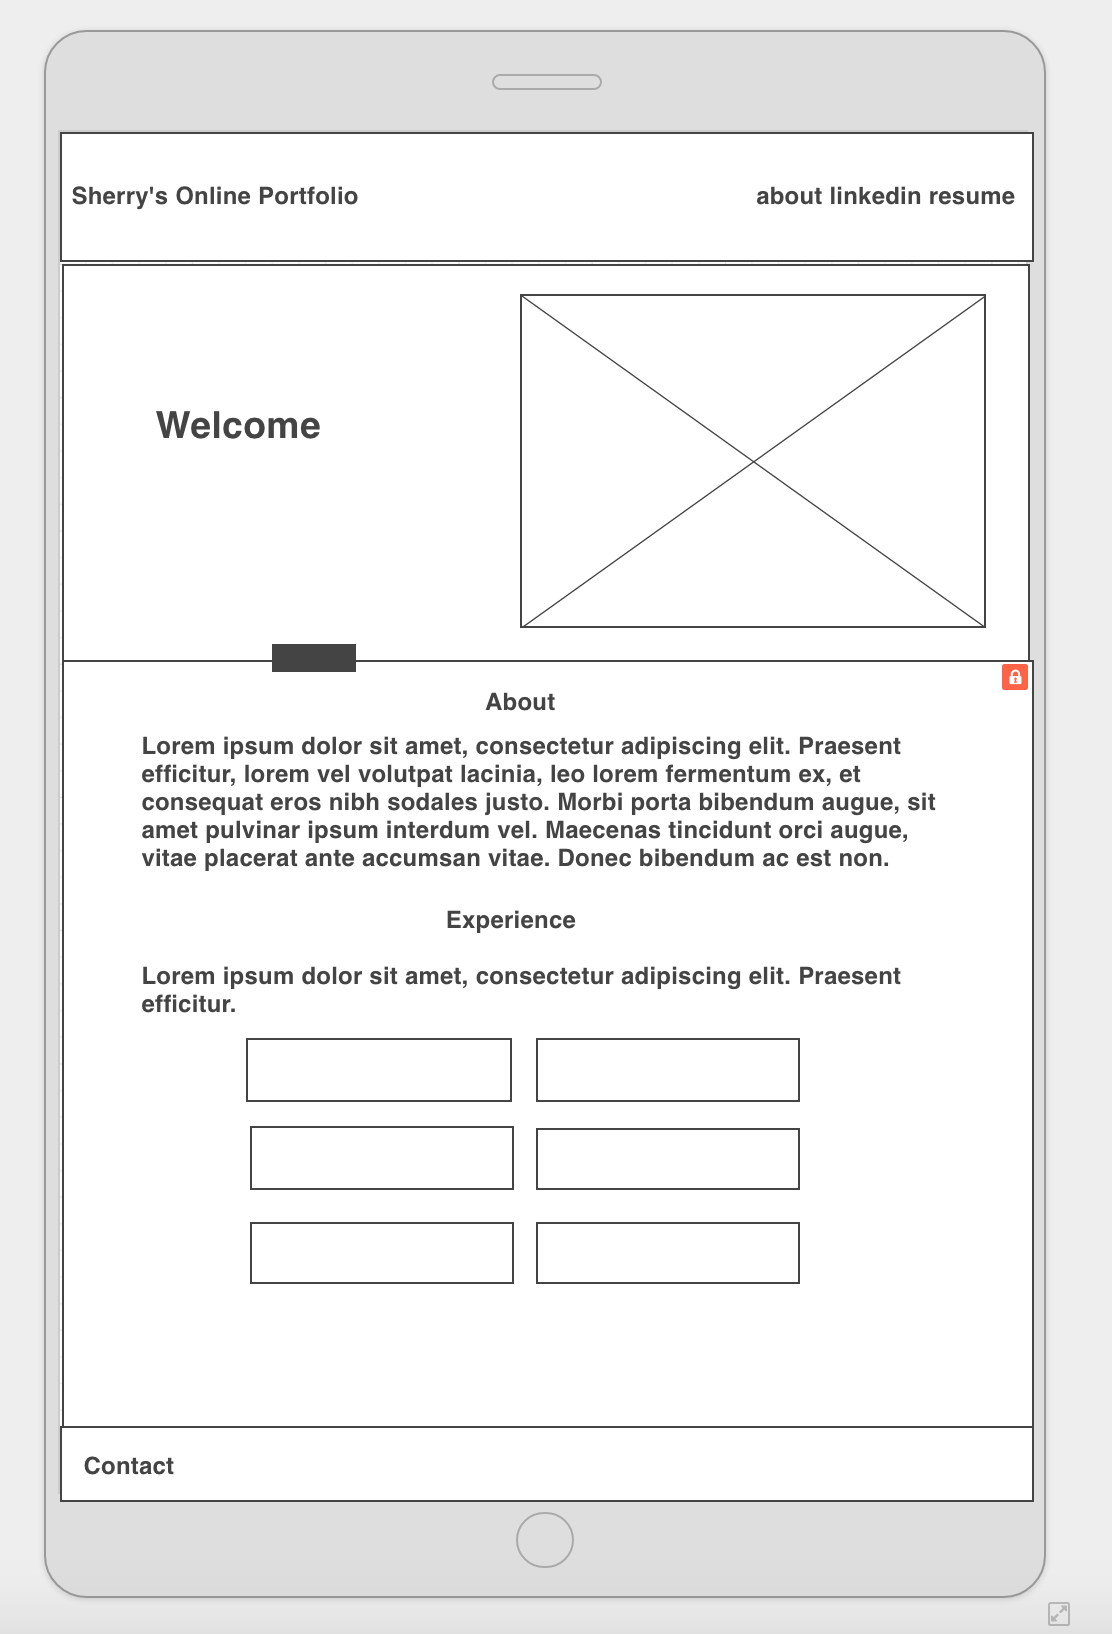 Sherry's Online Portfolio
about linkedin resume
Welcome
About
Lorem ipsum dolor sit amet, consectetur adipiscing elit. Praesent
efficitur, lorem vel volutpat lacinia, leo lorem fermentum ex, et
consequat eros nibh sodales justo. Morbi porta bibendum augue, sit
amet pulvinar ipsum interdum vel. Maecenas tincidunt orci augue,
vitae placerat ante accumsan vitae. Donec bibendum ac est non.
Experience
Lorem ipsum dolor sit amet, consectetur adipiscing elit. Praesent
efficitur.
Contact